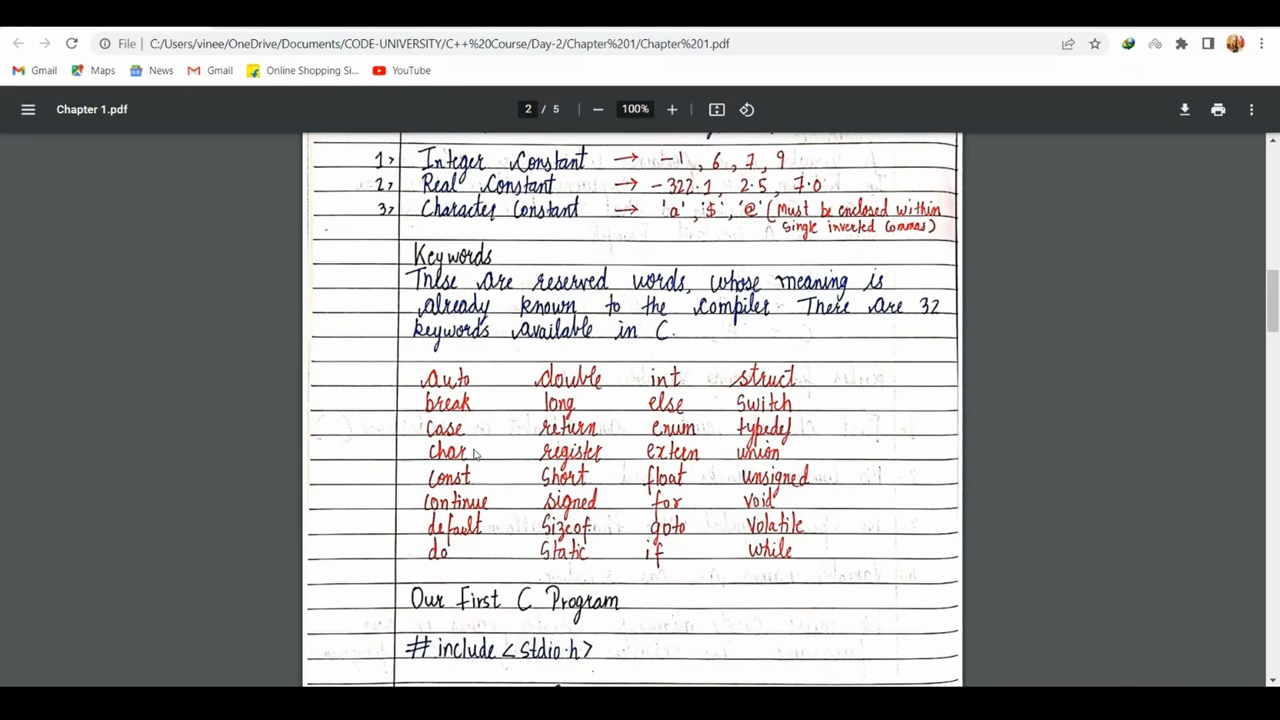 File C:/Users/vinee/OneDrive/Documents/CODE-UNIVERSITY/C++%20Course/Day-2/Chapter%201/Chapter%201.pdf
Gmail Maps News Gmail Online Shopping Si... YouTube
Chapter 1.pdf 2 / 5 100%
1> Integer Constant → -1, 6, 7, 9
2> Real Constant → -322.1, 2.5, 7.0
3> Character Constant → 'a', '$', '@' (Must be enclosed within
single inverted Commas)
Keywords
These are reserved words, whose meaning is
already known to the compiler. There are 32
keywords available in C.
auto double int struct
break long else Switch
case return enum typedef
char register extern union
const Short float unsigned
continue signed for void
default Sizeof goto Volatile
do Static if while
Our First C Program
# include <stdio.h>